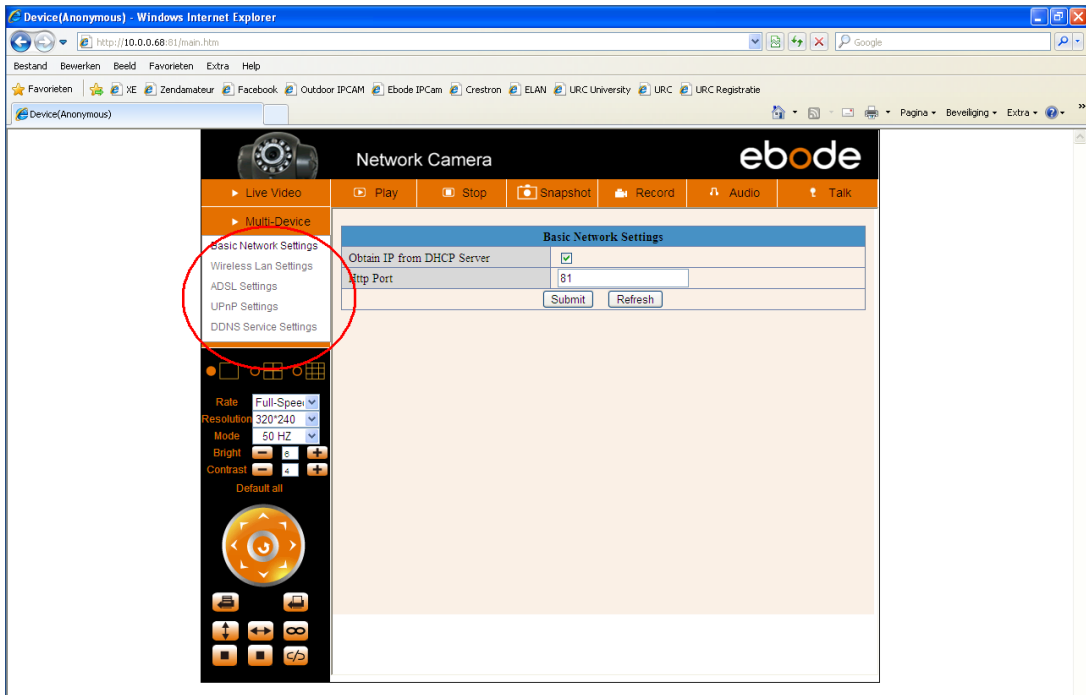 Device(Anonymous) - Windows Internet Explorer
http://10.0.0.68:81/main.htm
Google
Bestand Bewerken Beeld Favorieten Extra Help
Favorieten XE Zendamateur Facebook Outdoor IPCAM Ebode IPCam Crestron ELAN URC University URC URC Registratie
Device(Anonymous)
Pagina Beveiliging Extra »
Network Camera
ebode
Live Video Play Stop Snapshot Record Audio Talk
Multi-Device
Basic Network Settings
Wireless Lan Settings
ADSL Settings
UPnP Settings
DDNS Service Settings
Basic Network Settings
Obtain IP from DHCP Server
Http Port 81
Submit Refresh
Rate Full-Speed
Resolution 320*240
Mode 50 HZ
Bright 6
Contrast 4
Default all